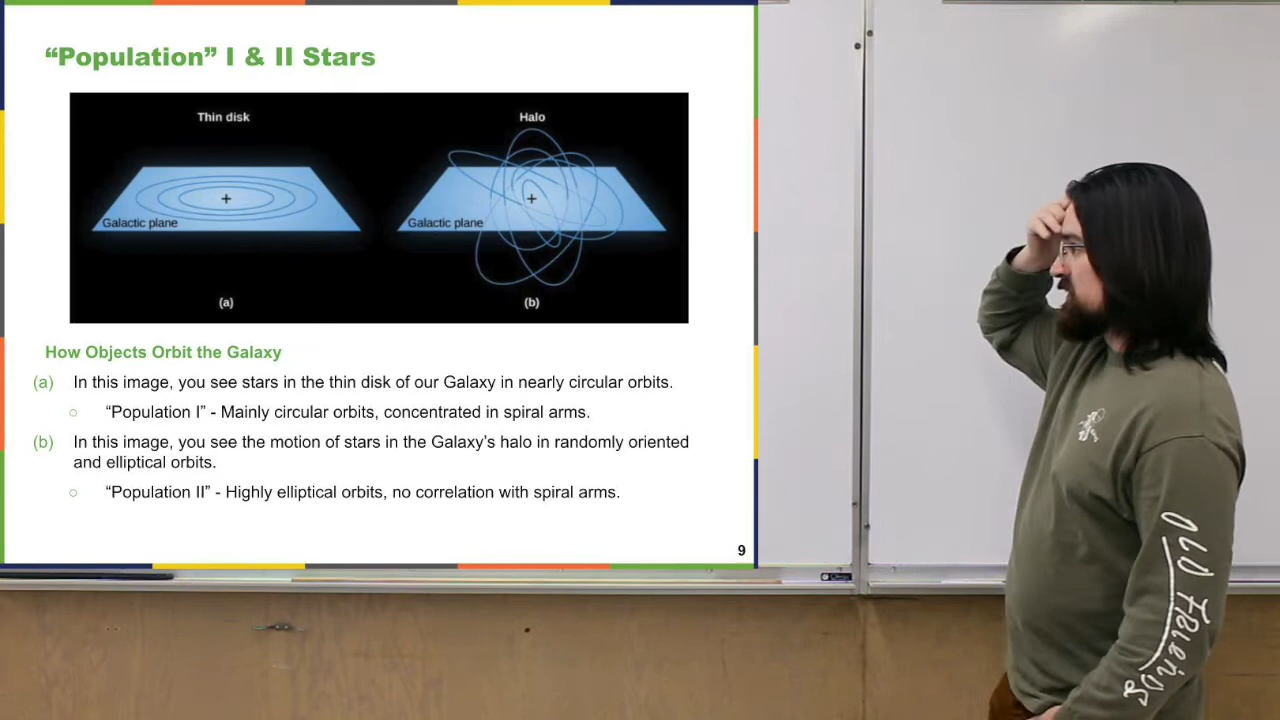 “Population” I & II Stars
Thin disk
Halo
Galactic plane
Galactic plane
(a)
(b)
How Objects Orbit the Galaxy
(a) In this image, you see stars in the thin disk of our Galaxy in nearly circular orbits.
○ “Population I” - Mainly circular orbits, concentrated in spiral arms.
(b) In this image, you see the motion of stars in the Galaxy’s halo in randomly oriented
and elliptical orbits.
○ “Population II” - Highly elliptical orbits, no correlation with spiral arms.
9
OLD FRIENDS